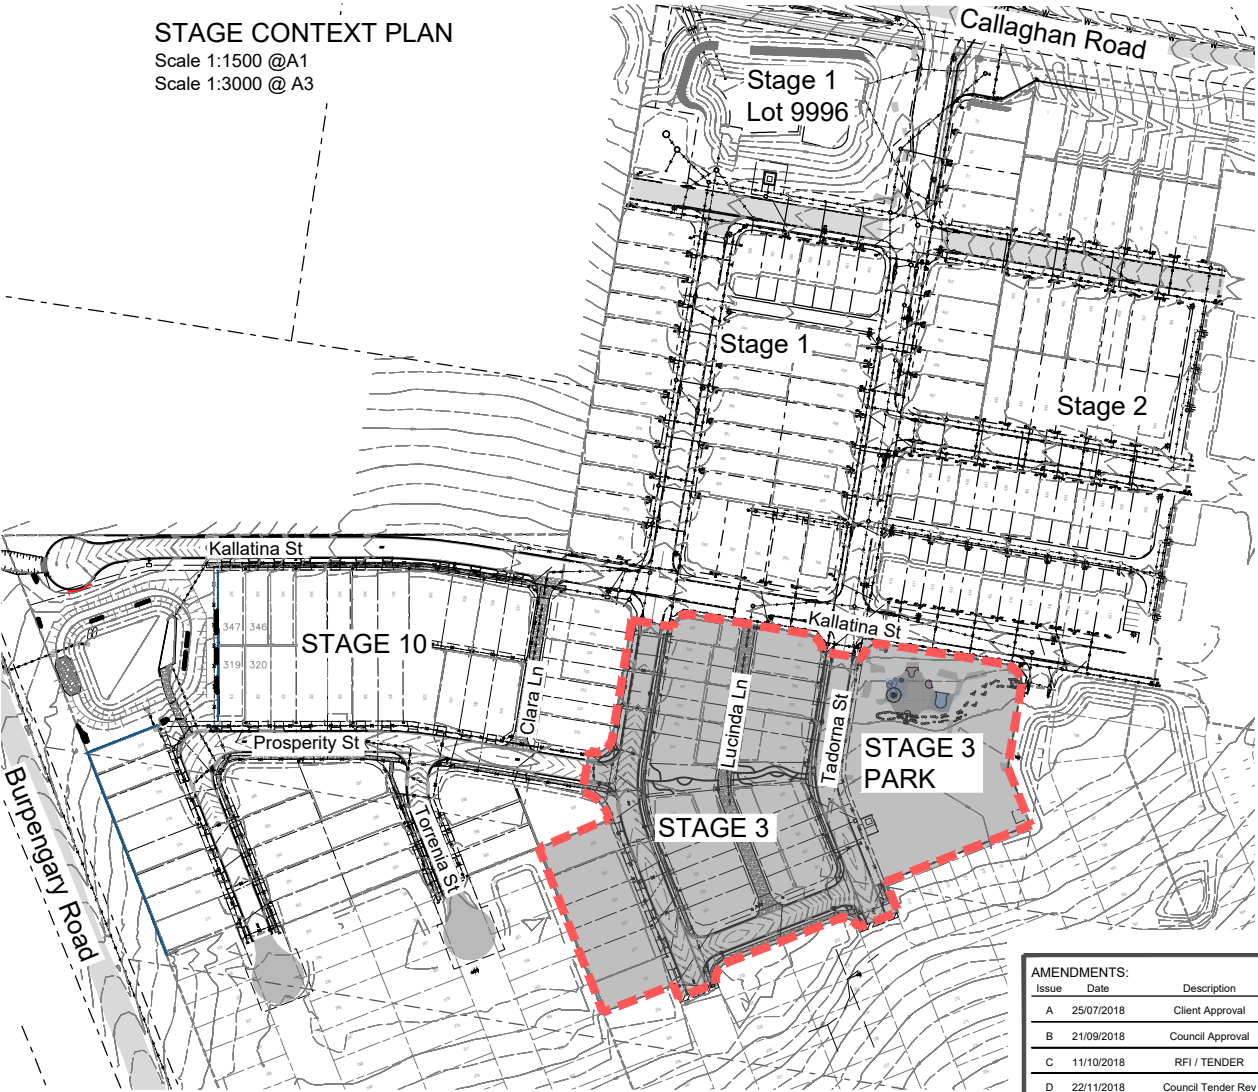 STAGE CONTEXT PLAN
Scale 1:1500 @A1
Scale 1:3000 @ A3
Callaghan Road
Stage 1
Lot 9996
Stage 1
Stage 2
Kallatina St
Kallatina St
347 346
STAGE 10
319 320
Clara Ln
Lucinda Ln
Tadorna St
Prosperity St
STAGE 3
PARK
Torrenia St
STAGE 3
Burpengary Road
AMENDMENTS:
Issue Date Description
A 25/07/2018 Client Approval
B 21/09/2018 Council Approval
C 11/10/2018 RFI / TENDER
D 22/11/2018 Council Tender Rev